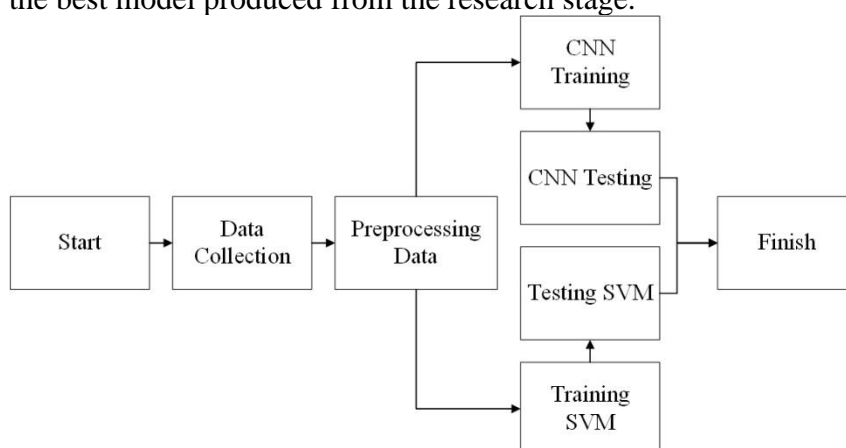 the best model produced from the research stage.
CNN
Training
CNN Testing
Start
Data
Collection
Preprocessing
Data
Finish
Testing SVM
Training
SVM